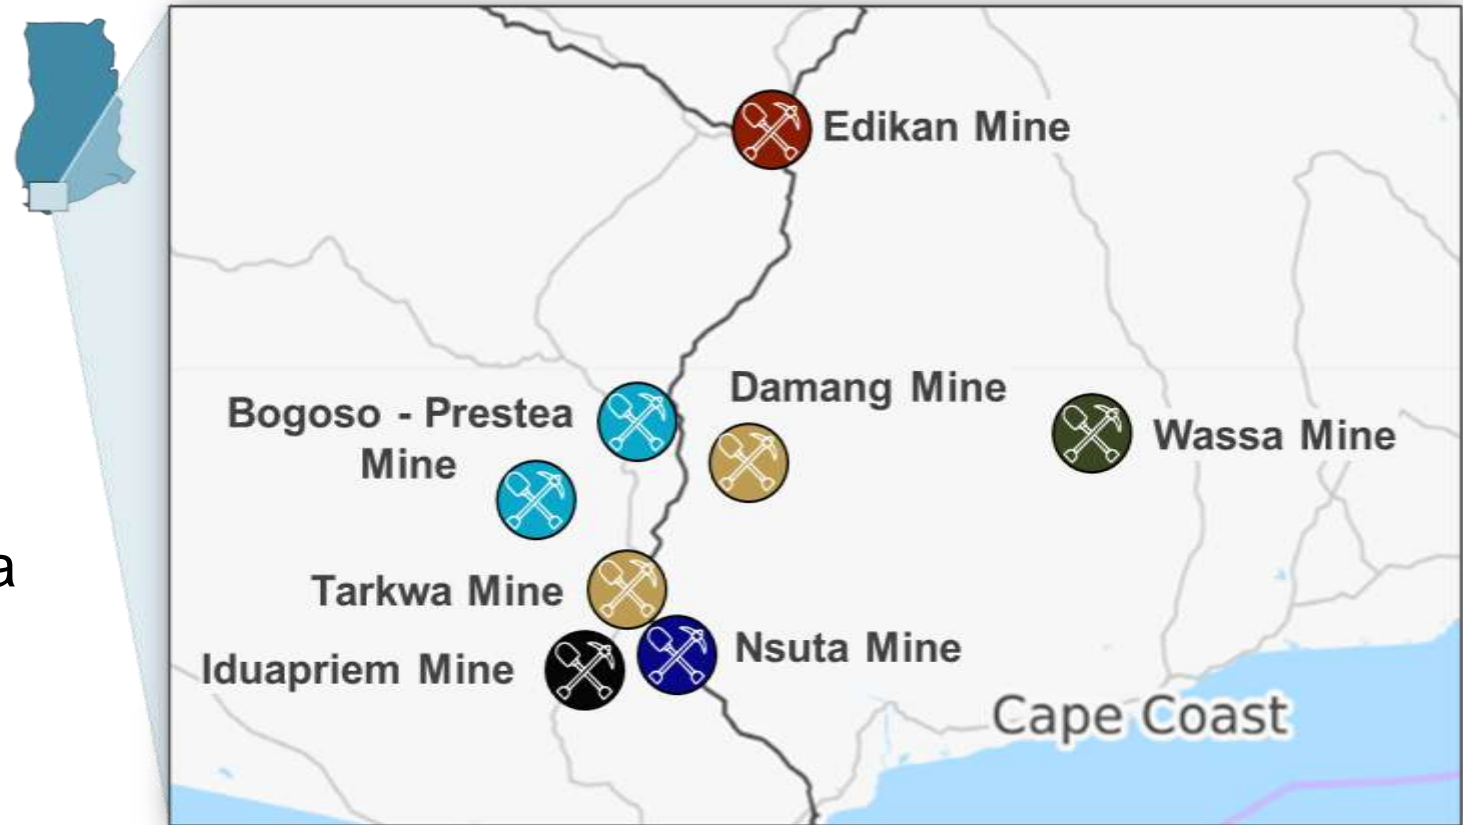 Edikan Mine
Damang Mine
Bogoso - Prestea
Mine
Wassa Mine
a
Tarkwa Mine
Nsuta Mine
Iduapriem Mine
Cape Coast